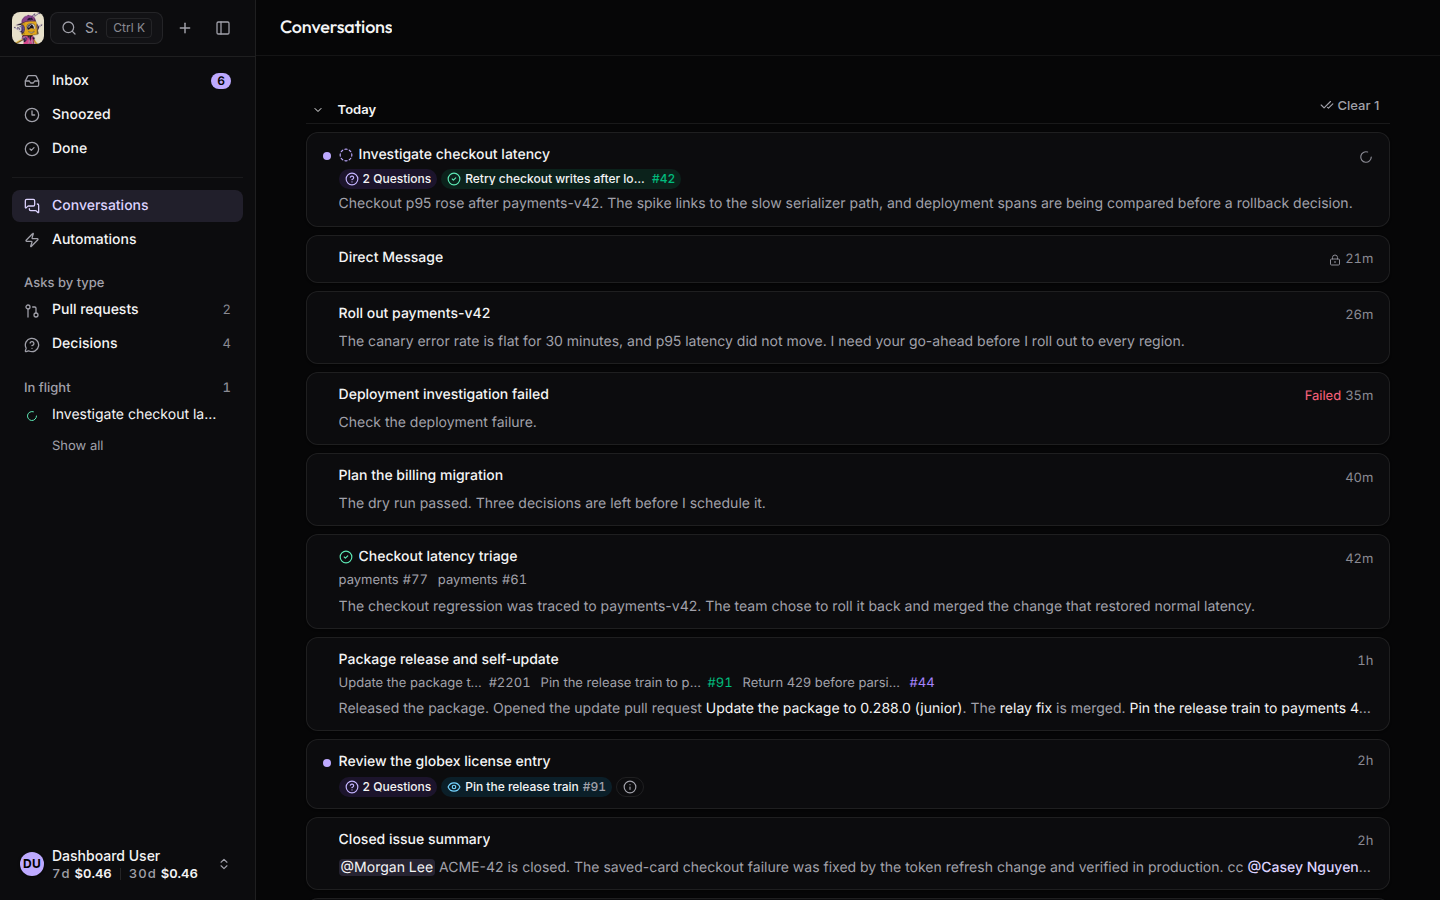 S. Ctrl K
Conversations
Inbox 6
Snoozed
Done
Conversations
Automations
Asks by type
Pull requests 2
Decisions 4
In flight 1
Investigate checkout la...
Show all
Dashboard User
DU
7d $0.46 30d $0.46
Today Clear 1
Investigate checkout latency
2 Questions Retry checkout writes after lo... #42
Checkout p95 rose after payments-v42. The spike links to the slow serializer path, and deployment spans are being compared before a rollback decision.
Direct Message 21m
Roll out payments-v42 26m
The canary error rate is flat for 30 minutes, and p95 latency did not move. I need your go-ahead before I roll out to every region.
Deployment investigation failed Failed 35m
Check the deployment failure.
Plan the billing migration 40m
The dry run passed. Three decisions are left before I schedule it.
Checkout latency triage 42m
payments #77 payments #61
The checkout regression was traced to payments-v42. The team chose to roll it back and merged the change that restored normal latency.
Package release and self-update 1h
Update the package t... #2201 Pin the release train to p... #91 Return 429 before parsi... #44
Released the package. Opened the update pull request Update the package to 0.288.0 (junior). The relay fix is merged. Pin the release train to payments 4...
Review the globex license entry 2h
2 Questions Pin the release train #91
Closed issue summary 2h
@Morgan Lee ACME-42 is closed. The saved-card checkout failure was fixed by the token refresh change and verified in production. cc @Casey Nguyen...